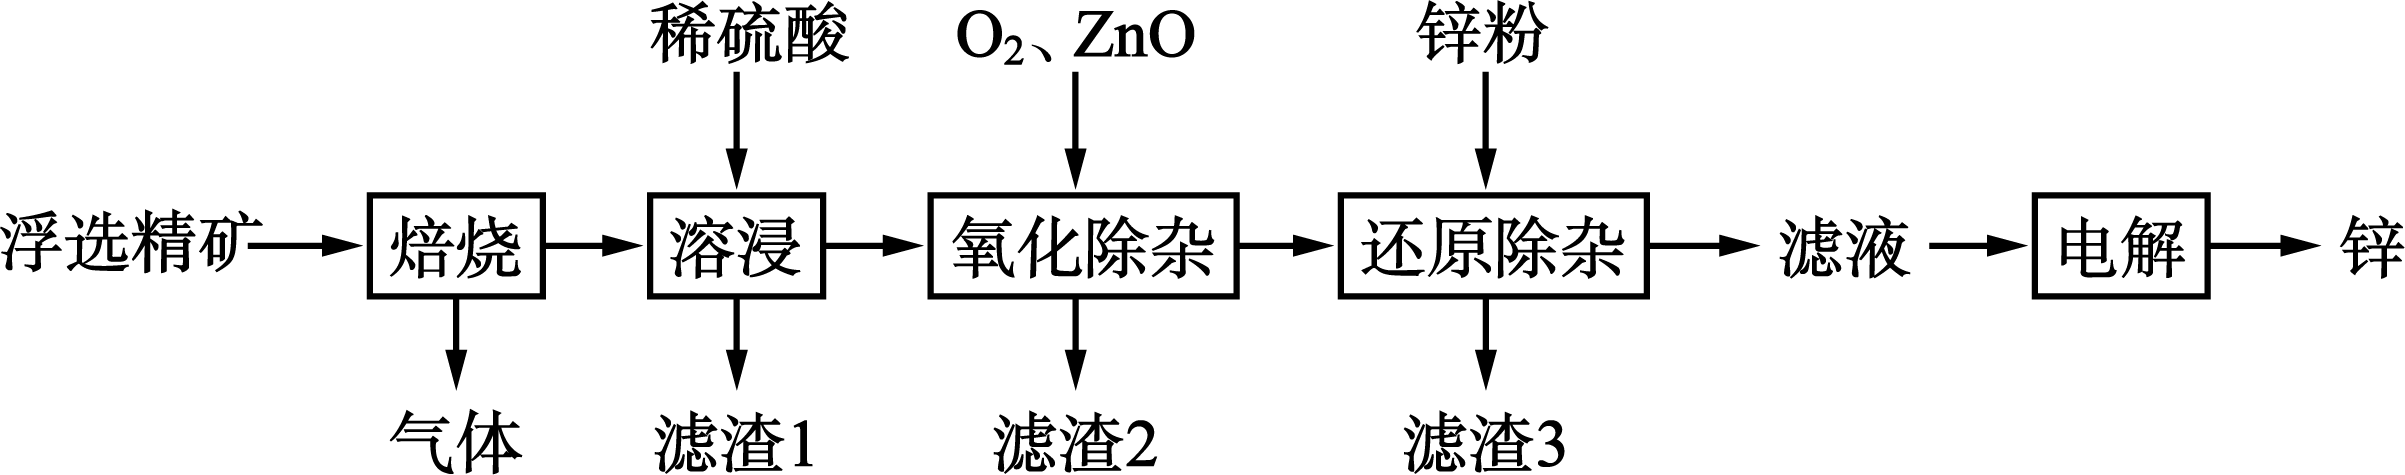 稀硫酸 O₂、ZnO 锌粉
浮选精矿 焙烧 溶浸 氧化除杂 还原除杂 滤液 电解 锌
气体 滤渣1 滤渣2 滤渣3